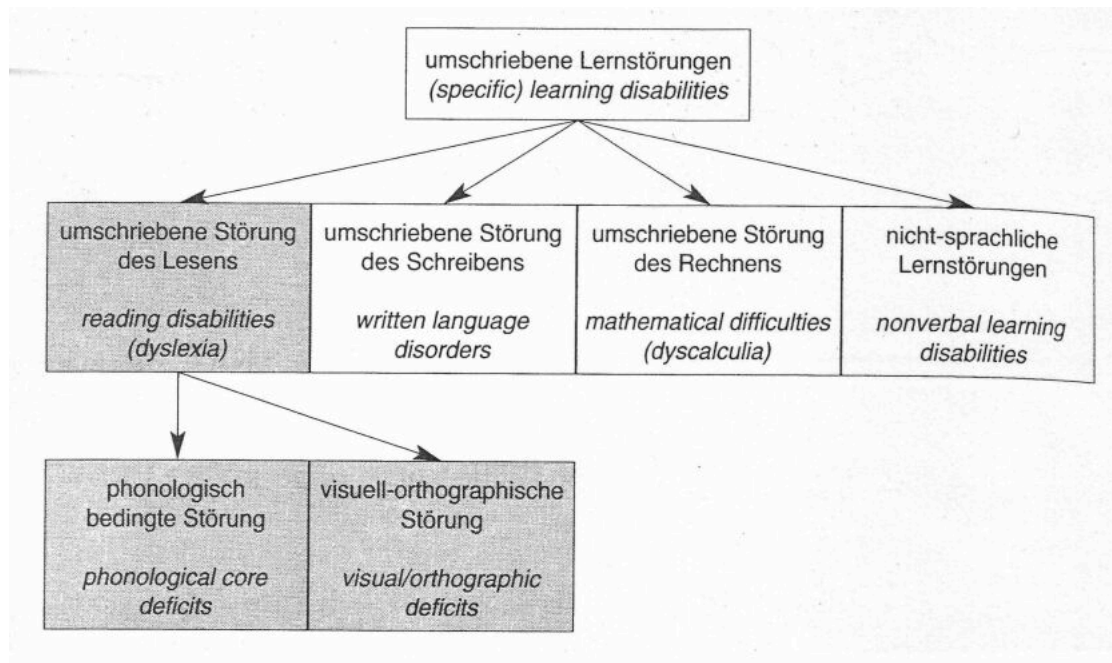 umschriebene Lernstörungen
(specific) learning disabilities
umschriebene Störung
des Lesens
reading disabilities
(dyslexia)
umschriebene Störung
des Schreibens
written language
disorders
umschriebene Störung
des Rechnens
mathematical difficulties
(dyscalculia)
nicht-sprachliche
Lernstörungen
nonverbal learning
disabilities
phonologisch
bedingte Störung
phonological core
deficits
visuell-orthographische
Störung
visual/orthographic
deficits